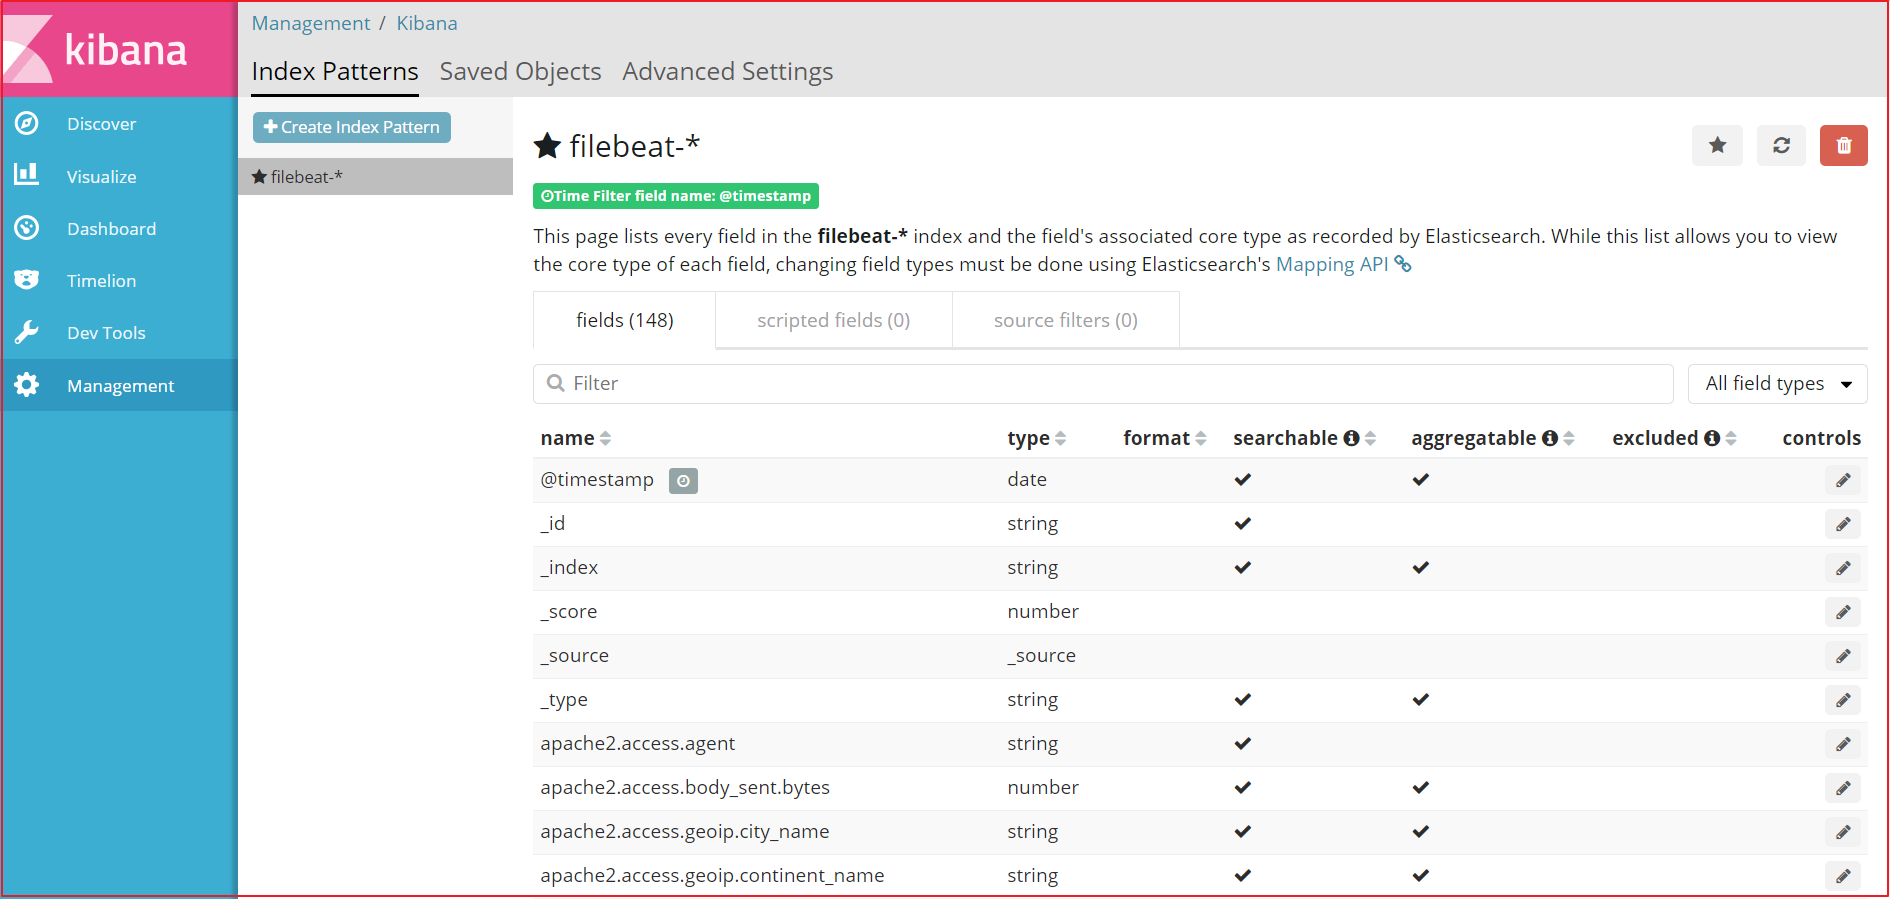 kibana
Discover
Visualize
Dashboard
Timelion
Dev Tools
Management
Management / Kibana
Index Patterns Saved Objects Advanced Settings
Create Index Pattern
filebeat-*
filebeat-*
Time Filter field name: @timestamp
This page lists every field in the filebeat-* index and the field's associated core type as recorded by Elasticsearch. While this list allows you to view
the core type of each field, changing field types must be done using Elasticsearch's Mapping API
fields (148) scripted fields (0) source filters (0)
Filter All field types
name type format searchable aggregatable excluded controls
@timestamp date
_id string
_index string
_score number
_source _source
_type string
apache2.access.agent string
apache2.access.body_sent.bytes number
apache2.access.geoip.city_name string
apache2.access.geoip.continent_name string